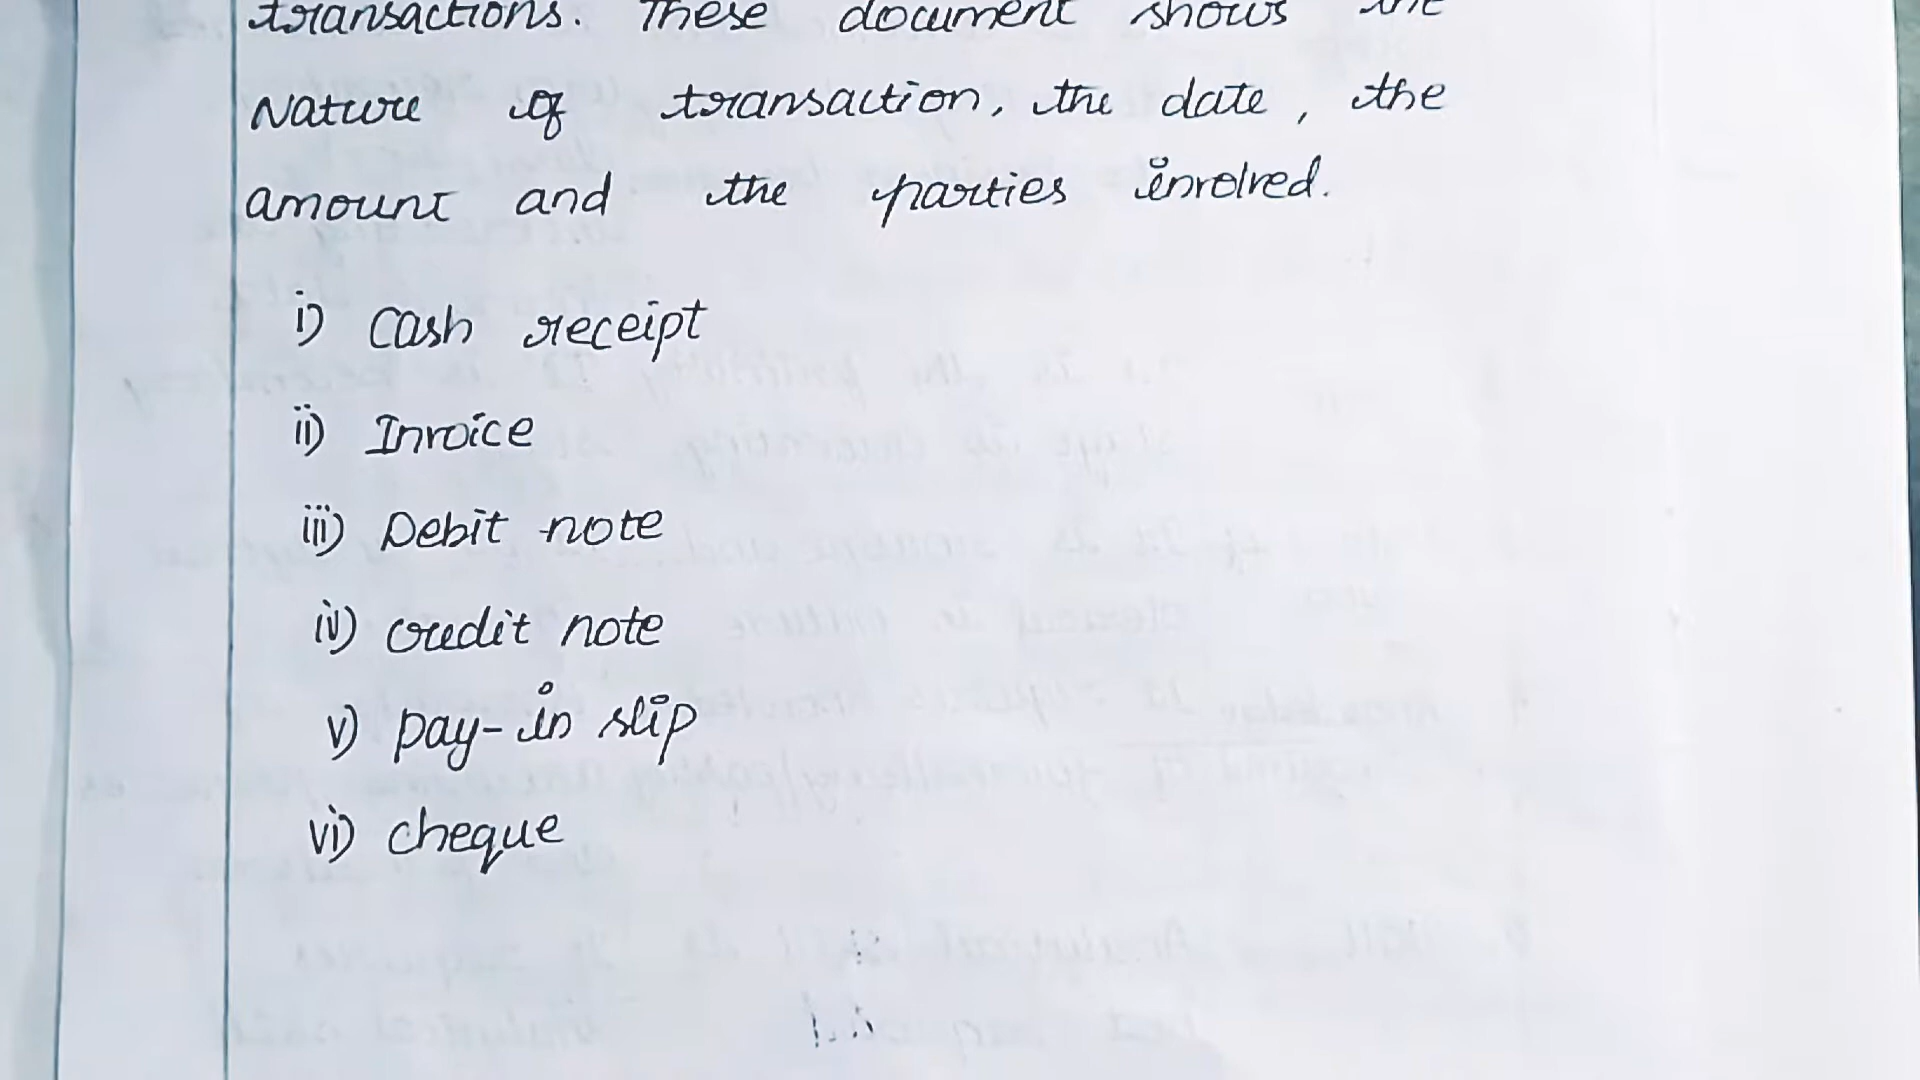 transactions. These document shows the
Nature of transaction, the date, the
amount and the parties involved.
i) Cash receipt
ii) Invoice
iii) Debit note
iv) credit note
v) pay-in slip
vi) cheque